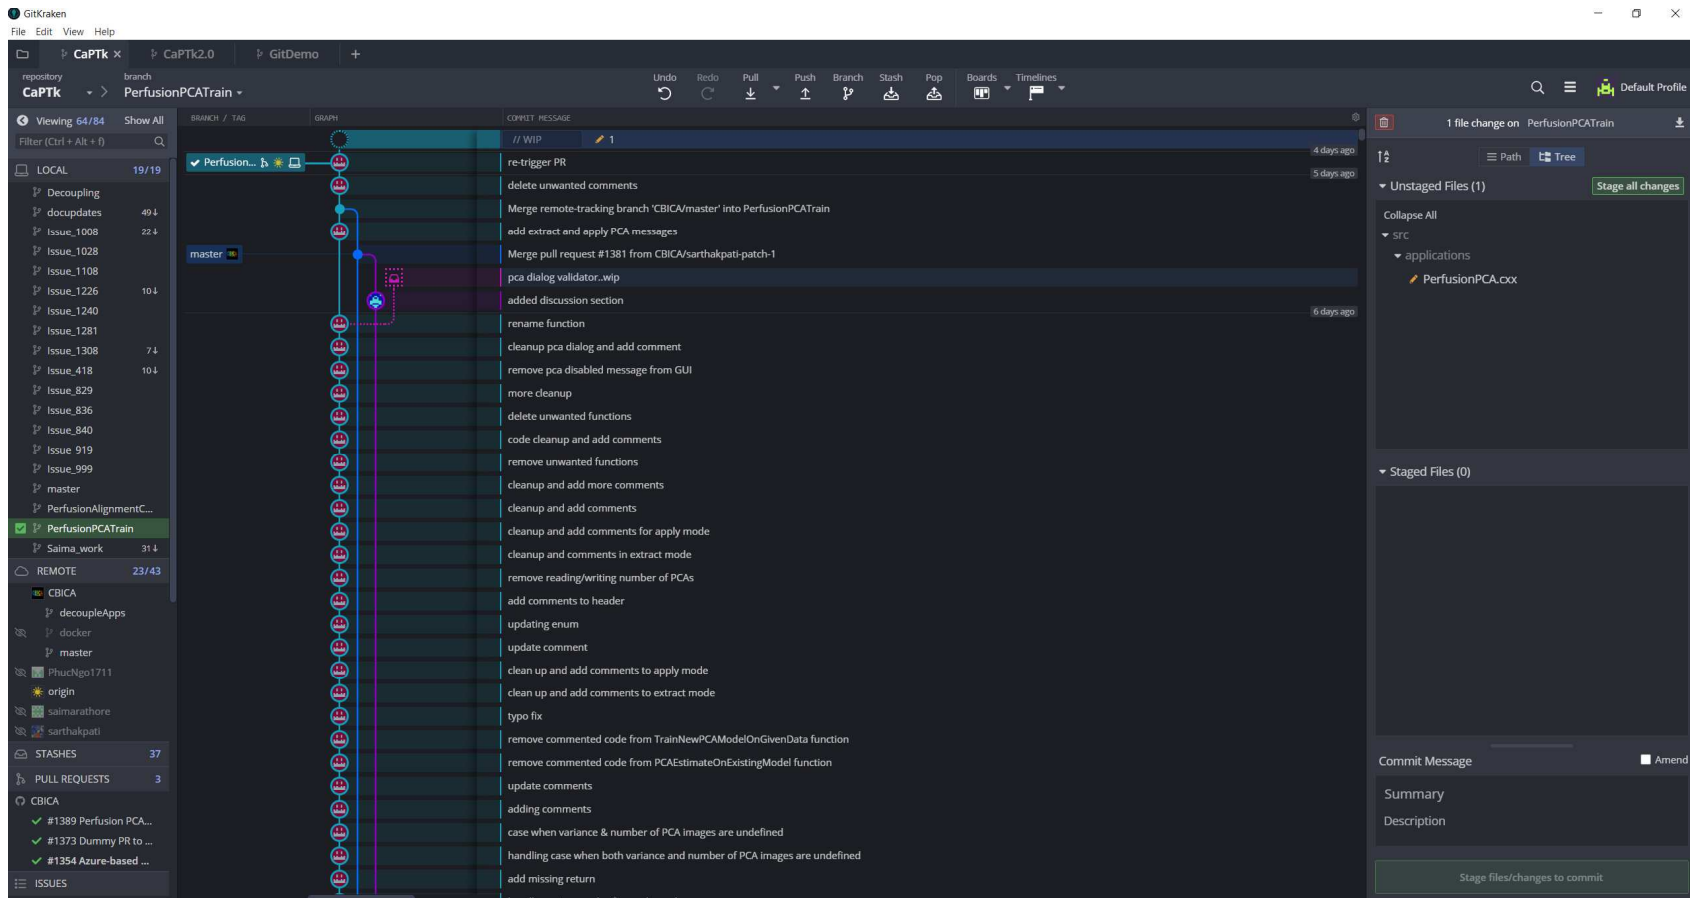 GitKraken
File Edit View Help
CaPTk CaPTk2.0 GitDemo
repository branch
CaPTk PerfusionPCATrain
Undo Redo Pull Push Branch Stash Pop Boards Timelines
Default Profile
Viewing 64/84 Show All
Filter (Ctrl + Alt + f)
LOCAL 19/19
Decoupling
docupdates 49↓
Issue_1008 22↓
Issue_1028
Issue_1108
Issue_1226 10↓
Issue_1240
Issue_1281
Issue_1308 7↓
Issue_418 10↓
Issue_829
Issue_836
Issue_840
Issue 919
Issue_999
master
PerfusionAlignmentC...
PerfusionPCATrain
Saima_work 31↓
REMOTE 23/43
CBICA
decoupleApps
docker
master
PhucNgo1711
origin
saimarathore
sarthakpati
STASHES 37
PULL REQUESTS 3
CBICA
#1389 Perfusion PCA...
#1373 Dummy PR to ...
#1354 Azure-based ...
ISSUES
BRANCH / TAG GRAPH COMMIT MESSAGE
// WIP 1
4 days ago
Perfusion... re-trigger PR
5 days ago
delete unwanted comments
Merge remote-tracking branch 'CBICA/master' into PerfusionPCATrain
add extract and apply PCA messages
master Merge pull request #1381 from CBICA/sarthakpati-patch-1
pca dialog validator..wip
added discussion section
6 days ago
rename function
cleanup pca dialog and add comment
remove pca disabled message from GUI
more cleanup
delete unwanted functions
code cleanup and add comments
remove unwanted functions
cleanup and add more comments
cleanup and add comments
cleanup and add comments for apply mode
cleanup and comments in extract mode
remove reading/writing number of PCAs
add comments to header
updating enum
update comment
clean up and add comments to apply mode
clean up and add comments to extract mode
typo fix
remove commented code from TrainNewPCAModelOnGivenData function
remove commented code from PCAEstimateOnExistingModel function
update comments
adding comments
case when variance & number of PCA images are undefined
handling case when both variance and number of PCA images are undefined
add missing return
1 file change on PerfusionPCATrain
Path Tree
Unstaged Files (1) Stage all changes
Collapse All
src
applications
PerfusionPCA.cxx
Staged Files (0)
Commit Message Amend
Summary
Description
Stage files/changes to commit